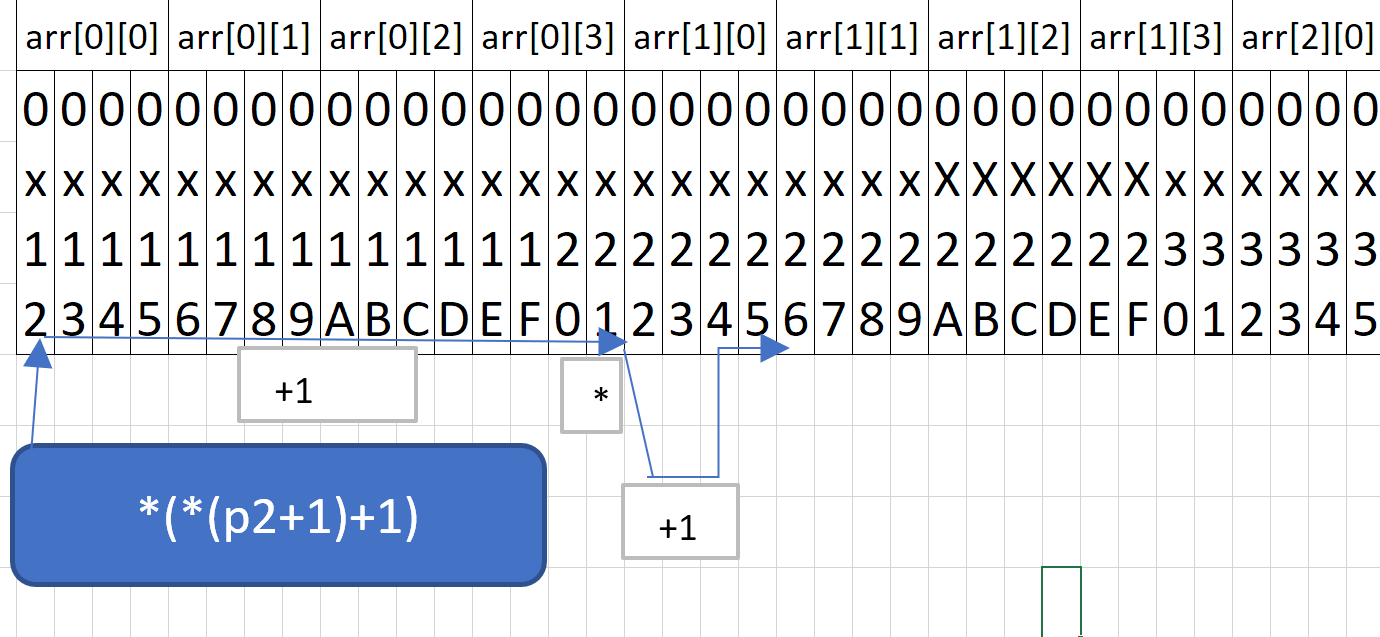 arr[0][0] arr[0][1] arr[0][2] arr[0][3] arr[1][0] arr[1][1] arr[1][2] arr[1][3] arr[2][0]
0 0 0 0 0 0 0 0 0 0 0 0 0 0 0 0 0 0 0 0 0 0 0 0 0 0 0 0 0 0 0 0 0 0 0 0
x x x x x x x x x x x x x x x x x x x x x x x x X X X X X X x x x x x x
1 1 1 1 1 1 1 1 1 1 1 1 1 1 2 2 2 2 2 2 2 2 2 2 2 2 2 2 2 2 3 3 3 3 3 3
2 3 4 5 6 7 8 9 A B C D E F 0 1 2 3 4 5 6 7 8 9 A B C D E F 0 1 2 3 4 5
+1
*
*(*(p2+1)+1)
+1